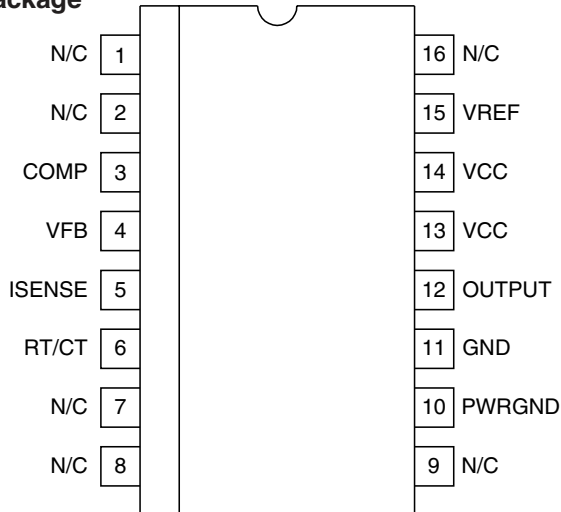 ackage
N/C 1 16 N/C
N/C 2 15 VREF
COMP 3 14 VCC
VFB 4 13 VCC
ISENSE 5 12 OUTPUT
RT/CT 6 11 GND
N/C 7 10 PWRGND
N/C 8 9 N/C